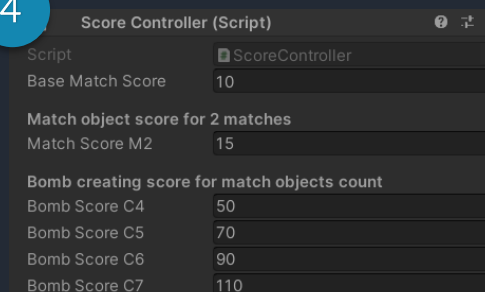 4
Score Controller (Script)
Script # ScoreController
Base Match Score 10
Match object score for 2 matches
Match Score M2 15
Bomb creating score for match objects count
Bomb Score C4 50
Bomb Score C5 70
Bomb Score C6 90
Bomb Score C7 110